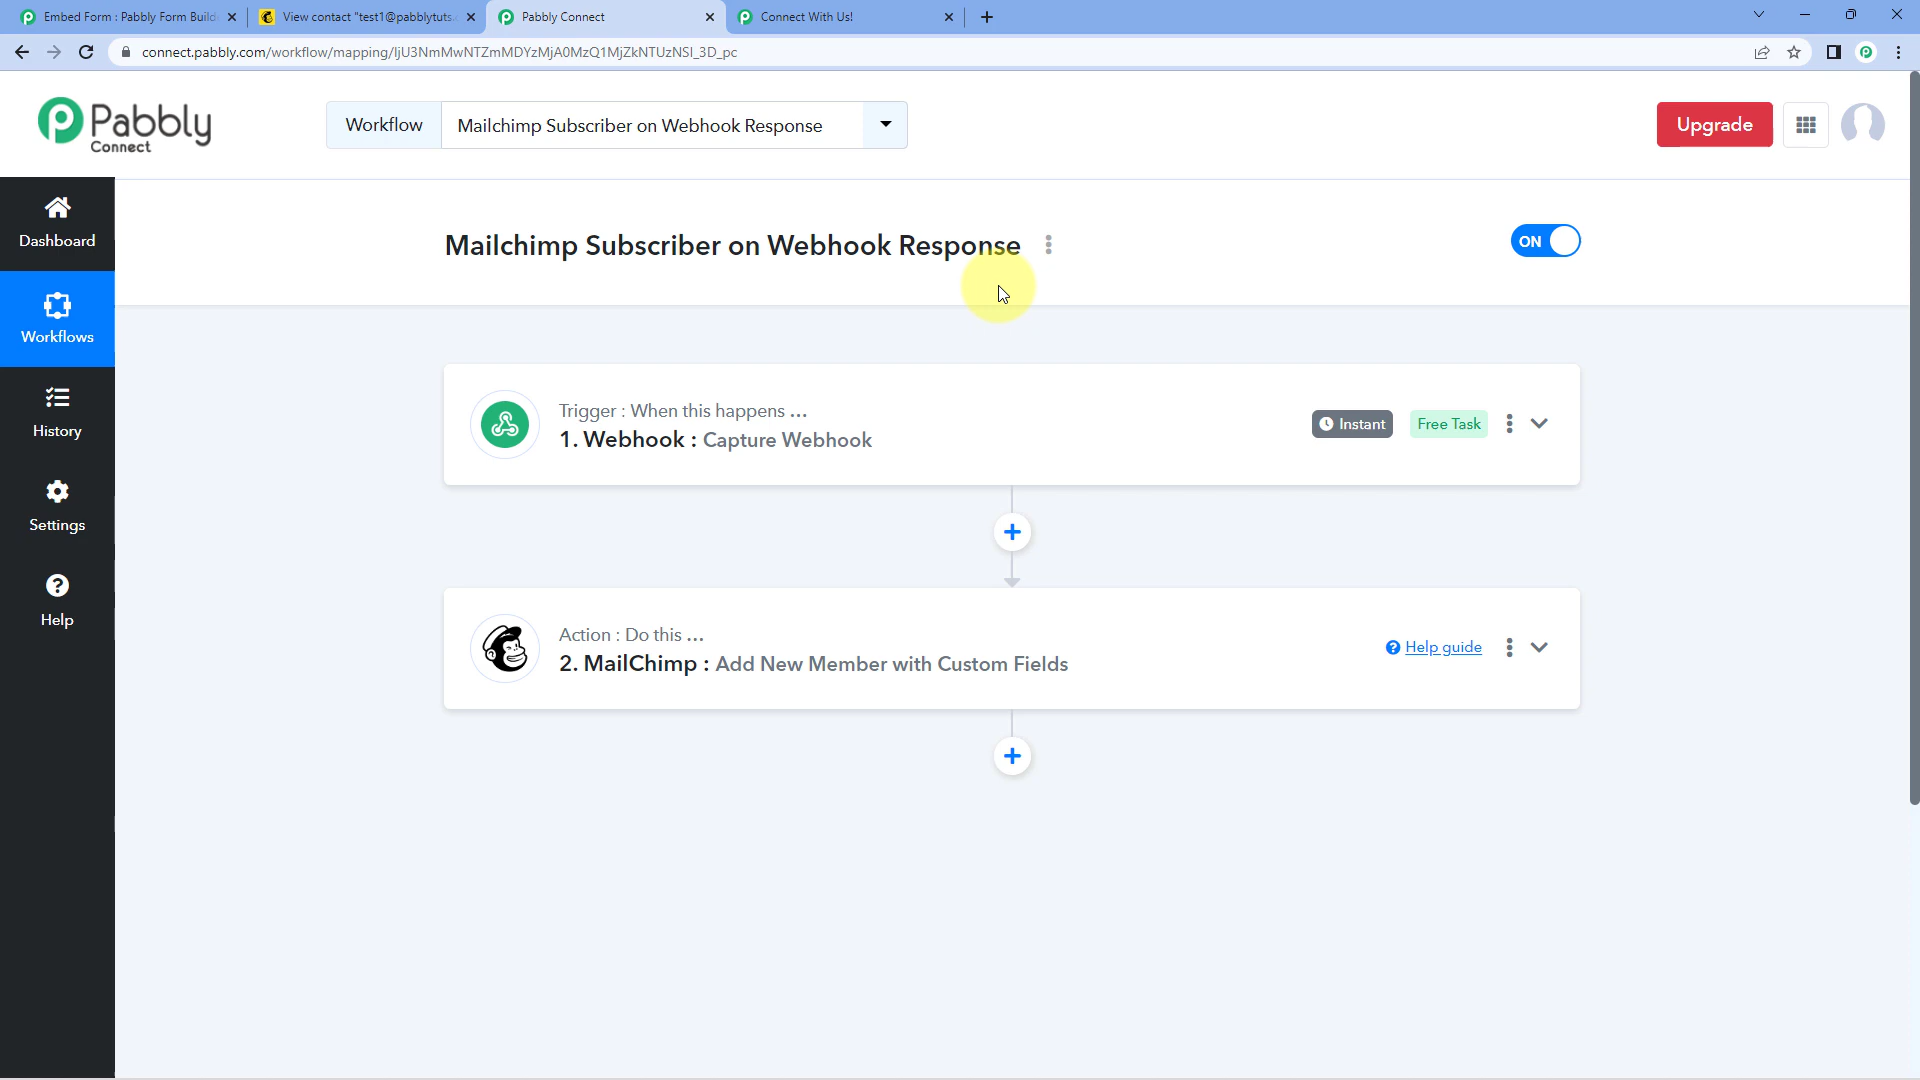 Embed Form : Pabbly Form Build
View contact "test1@pabblytuts.
Pabbly Connect
Connect With Us!
connect.pabbly.com/workflow/mapping/IjU3NmMwNTZmMDYzMjA0MzQ1MjZkNTUzNSI_3D_pc
Pabbly
Connect
Workflow
Mailchimp Subscriber on Webhook Response
Upgrade
Dashboard
Workflows
History
Settings
Help
Mailchimp Subscriber on Webhook Response
ON
Trigger : When this happens ...
1. Webhook : Capture Webhook
Instant
Free Task
Action : Do this ...
2. MailChimp : Add New Member with Custom Fields
Help guide